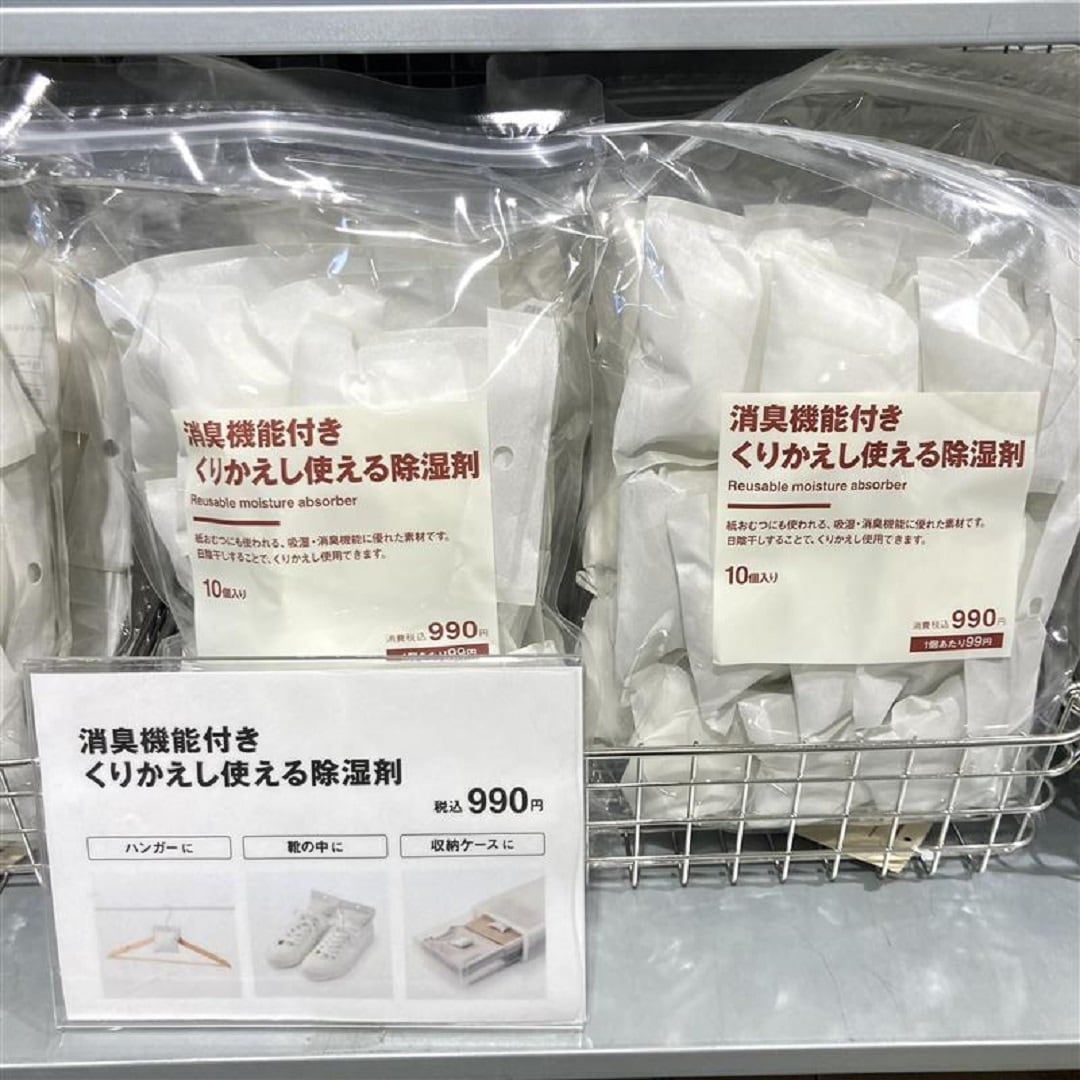 消臭機能付き
くりかえし使える除湿剤
Reusable moisture absorber
紙おむつにも使われる、吸湿・消臭機能に優れた素材です。
日陰干しすることで、くりかえし使用できます。
10個入り
消費税込990円
1個あたり99円
消臭機能付き
くりかえし使える除湿剤
Reusable moisture absorber
紙おむつにも使われる、吸湿・消臭機能に優れた素材です。
日陰干しすることで、くりかえし使用できます。
10個入り
消費税込990円
1個あたり99円
消臭機能付き
くりかえし使える除湿剤
税込990円
ハンガーに
靴の中に
収納ケースに